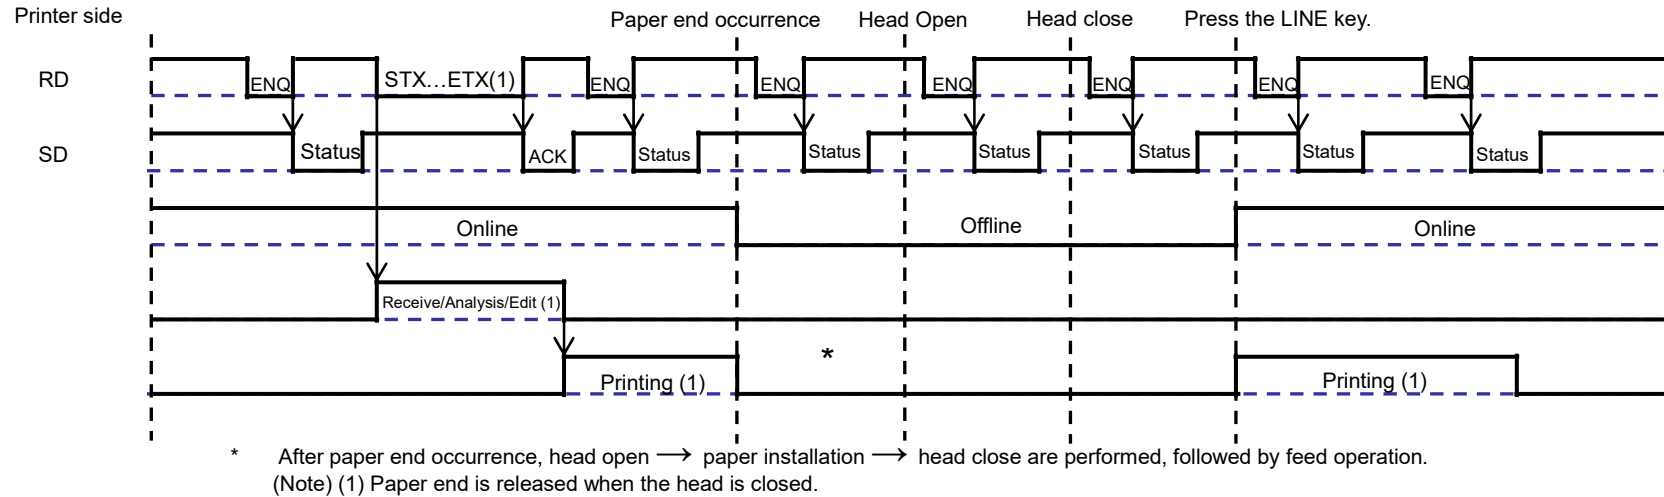 Printer side
Paper end occurrence Head Open Head close Press the LINE key.
RD ENQ STX…ETX(1) ENQ ENQ ENQ ENQ ENQ ENQ
SD Status ACK Status Status Status Status Status Status
Online Offline Online
Receive/Analysis/Edit (1)
*
Printing (1) Printing (1)
* After paper end occurrence, head open → paper installation → head close are performed, followed by feed operation.
(Note) (1) Paper end is released when the head is closed.